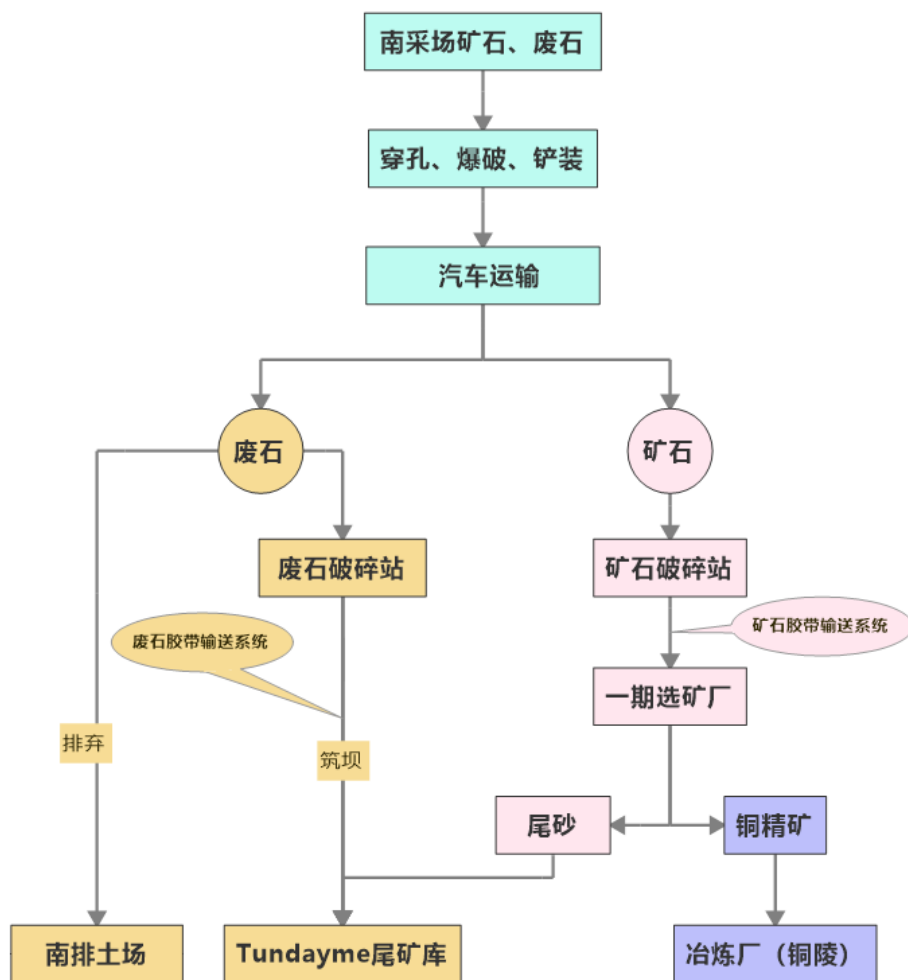 南采场矿石、废石
穿孔、爆破、铲装
汽车运输
废石
矿石
废石破碎站
矿石破碎站
废石胶带输送系统
矿石胶带输送系统
一期选矿厂
排弃
筑坝
尾砂
铜精矿
南排土场
Tundayme尾矿库
冶炼厂（铜陵）